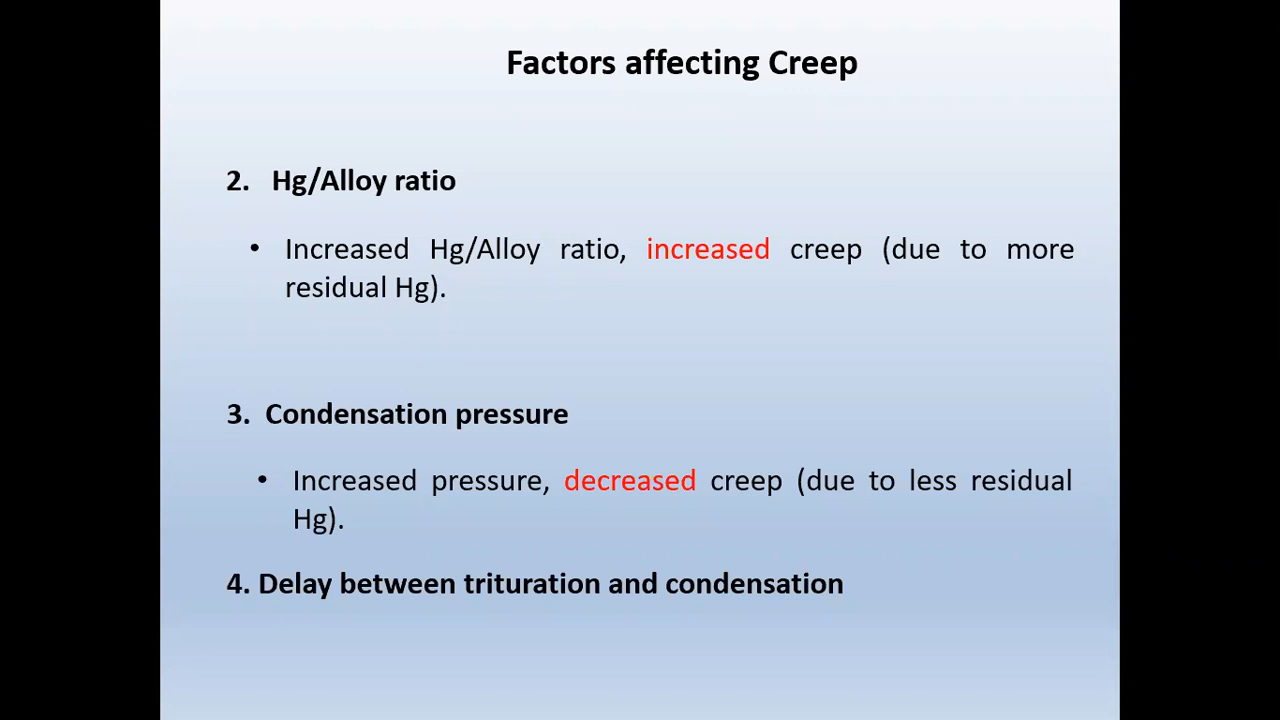 Factors affecting Creep
2. Hg/Alloy ratio
• Increased Hg/Alloy ratio, increased creep (due to more
residual Hg).
3. Condensation pressure
• Increased pressure, decreased creep (due to less residual
Hg).
4. Delay between trituration and condensation